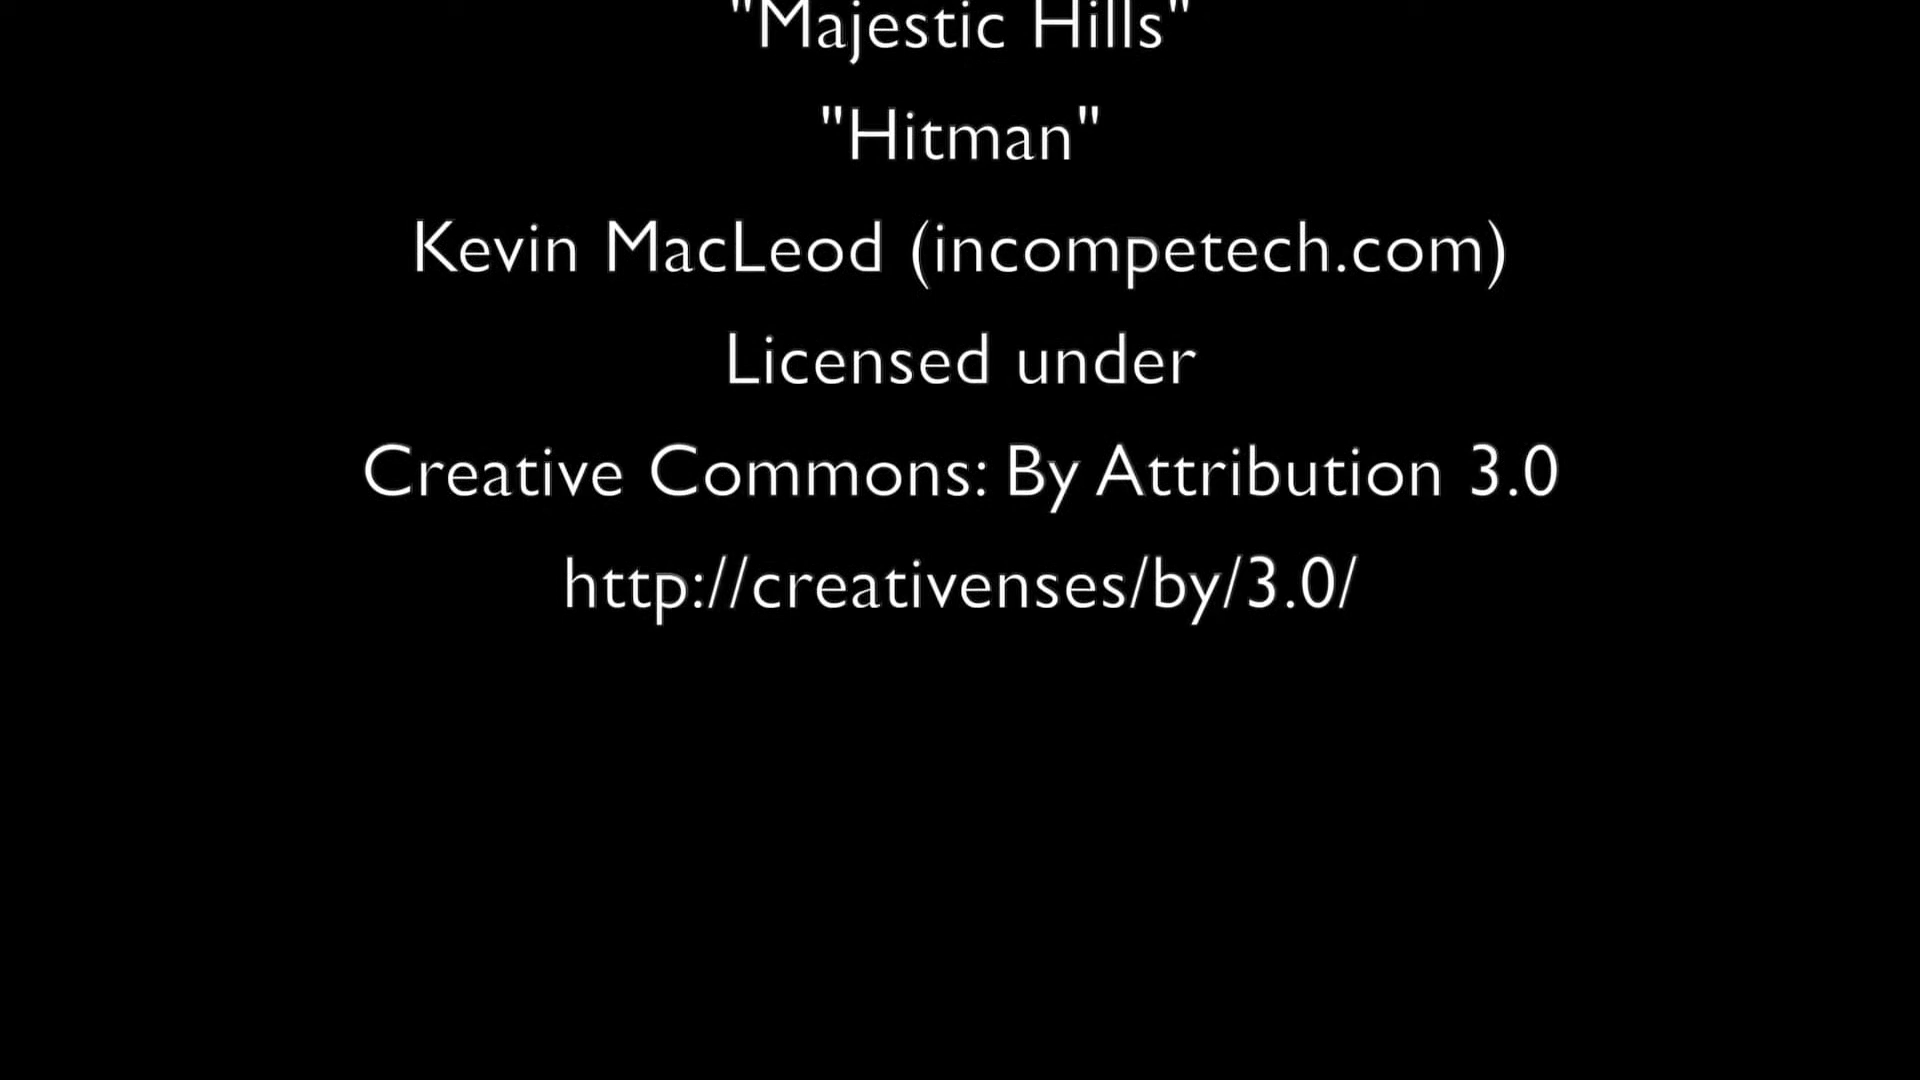 "Majestic Hills"
"Hitman"
Kevin MacLeod (incompetech.com)
Licensed under
Creative Commons: By Attribution 3.0
http://creativenses/by/3.0/